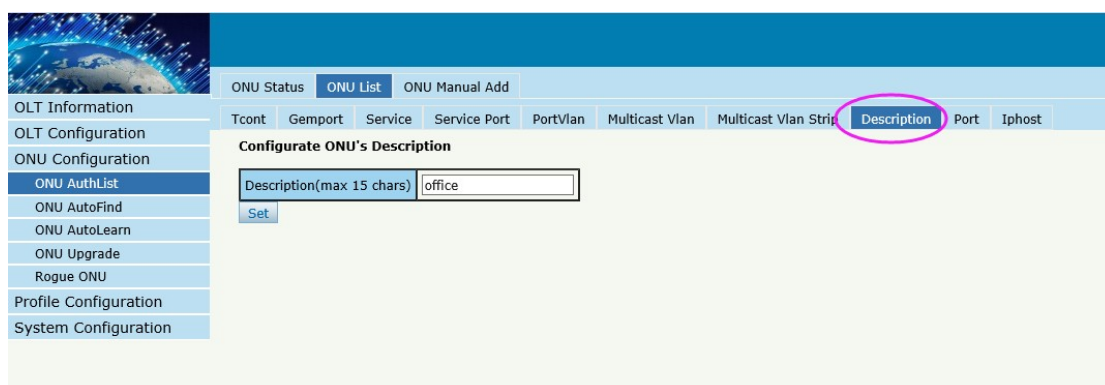 ONU Status ONU List ONU Manual Add
OLT Information
OLT Configuration
ONU Configuration
ONU AuthList
ONU AutoFind
ONU AutoLearn
ONU Upgrade
Rogue ONU
Profile Configuration
System Configuration
Tcont Gemport Service Service Port PortVlan Multicast Vlan Multicast Vlan Strip Description Port Iphost
Configurate ONU's Description
Description(max 15 chars) office
Set